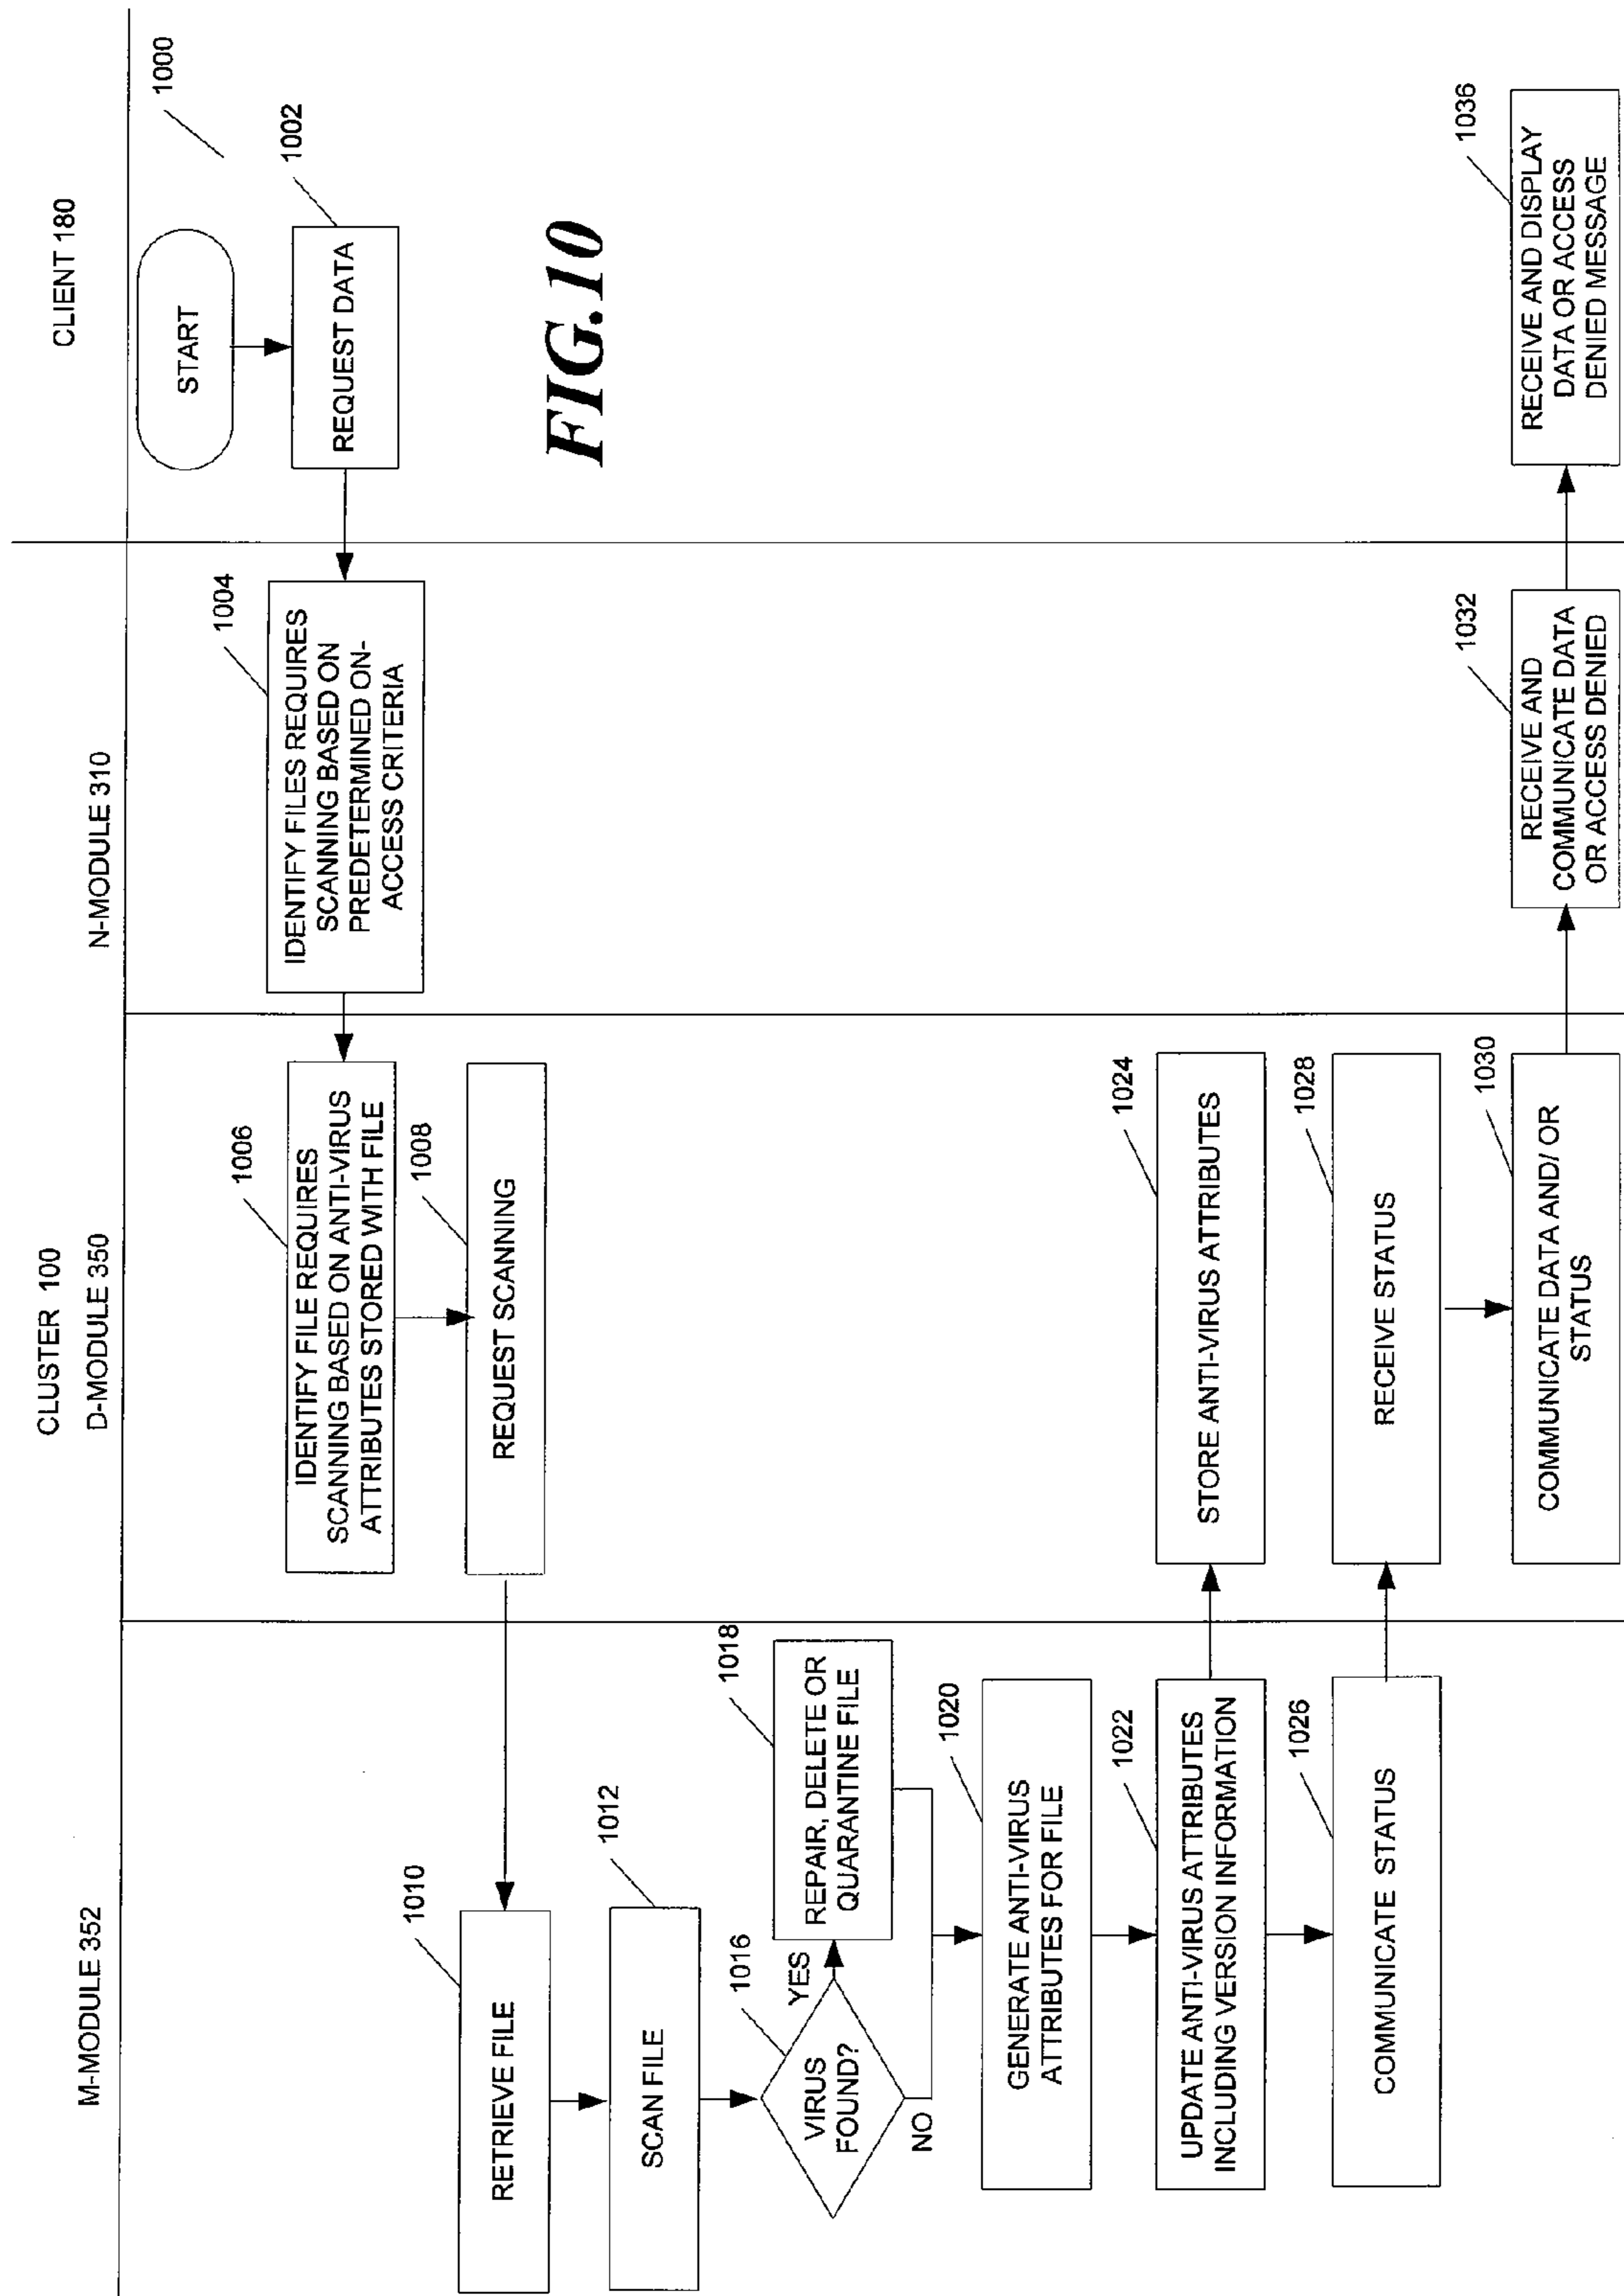 CLUSTER 100
M-MODULE 352
D-MODULE 350
N-MODULE 310
CLIENT 180
1000
START
1002
REQUEST DATA
1004
IDENTIFY FILES REQUIRES
SCANNING BASED ON
PREDETERMINED ON-
ACCESS CRITERIA
1006
IDENTIFY FILE REQUIRES
SCANNING BASED ON ANTI-VIRUS
ATTRIBUTES STORED WITH FILE
1008
REQUEST SCANNING
1010
RETRIEVE FILE
1012
SCAN FILE
1016
VIRUS
FOUND?
YES
NO
1018
REPAIR, DELETE OR
QUARANTINE FILE
1020
GENERATE ANTI-VIRUS
ATTRIBUTES FOR FILE
1022
UPDATE ANTI-VIRUS ATTRIBUTES
INCLUDING VERSION INFORMATION
1024
STORE ANTI-VIRUS ATTRIBUTES
1026
COMMUNICATE STATUS
1028
RECEIVE STATUS
1030
COMMUNICATE DATA AND/ OR
STATUS
1032
RECEIVE AND
COMMUNICATE DATA
OR ACCESS DENIED
1036
RECEIVE AND DISPLAY
DATA OR ACCESS
DENIED MESSAGE
FIG.10